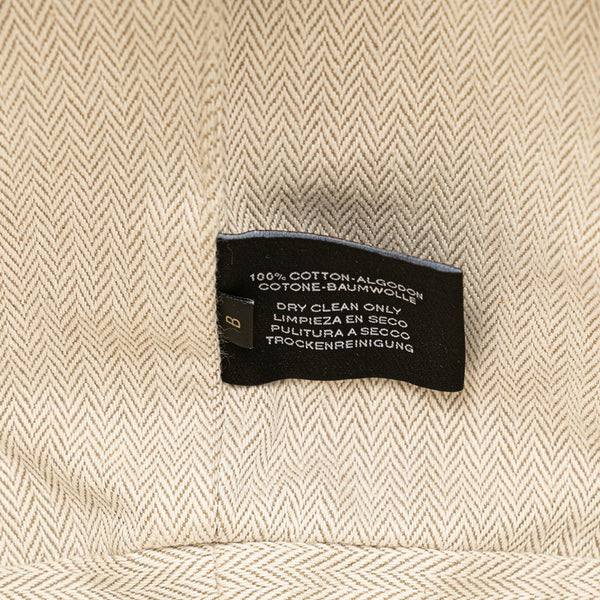 100% COTTON-ALGODON
COTONE-BAUMWOLLE
DRY CLEAN ONLY
LIMPIEZA EN SECO
PULITURA A SECCO
TROCKENREINIGUNG
B